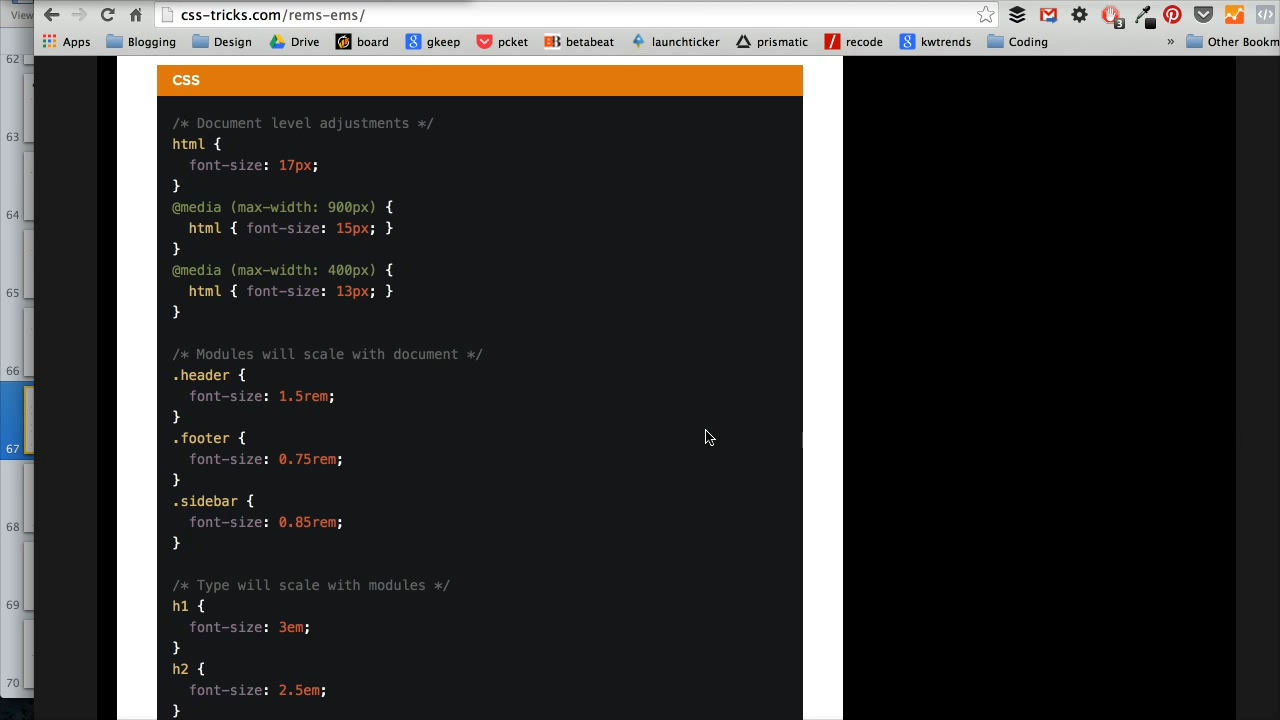 View
css-tricks.com/rems-ems/
3
Apps Blogging Design Drive board gkeep pcket betabeat launchticker prismatic recode kwtrends Coding » Other Bookm
62
63
64
65
66
67
68
69
70
CSS
/* Document level adjustments */
html {
font-size: 17px;
}
@media (max-width: 900px) {
html { font-size: 15px; }
}
@media (max-width: 400px) {
html { font-size: 13px; }
}
/* Modules will scale with document */
.header {
font-size: 1.5rem;
}
.footer {
font-size: 0.75rem;
}
.sidebar {
font-size: 0.85rem;
}
/* Type will scale with modules */
h1 {
font-size: 3em;
}
h2 {
font-size: 2.5em;
}